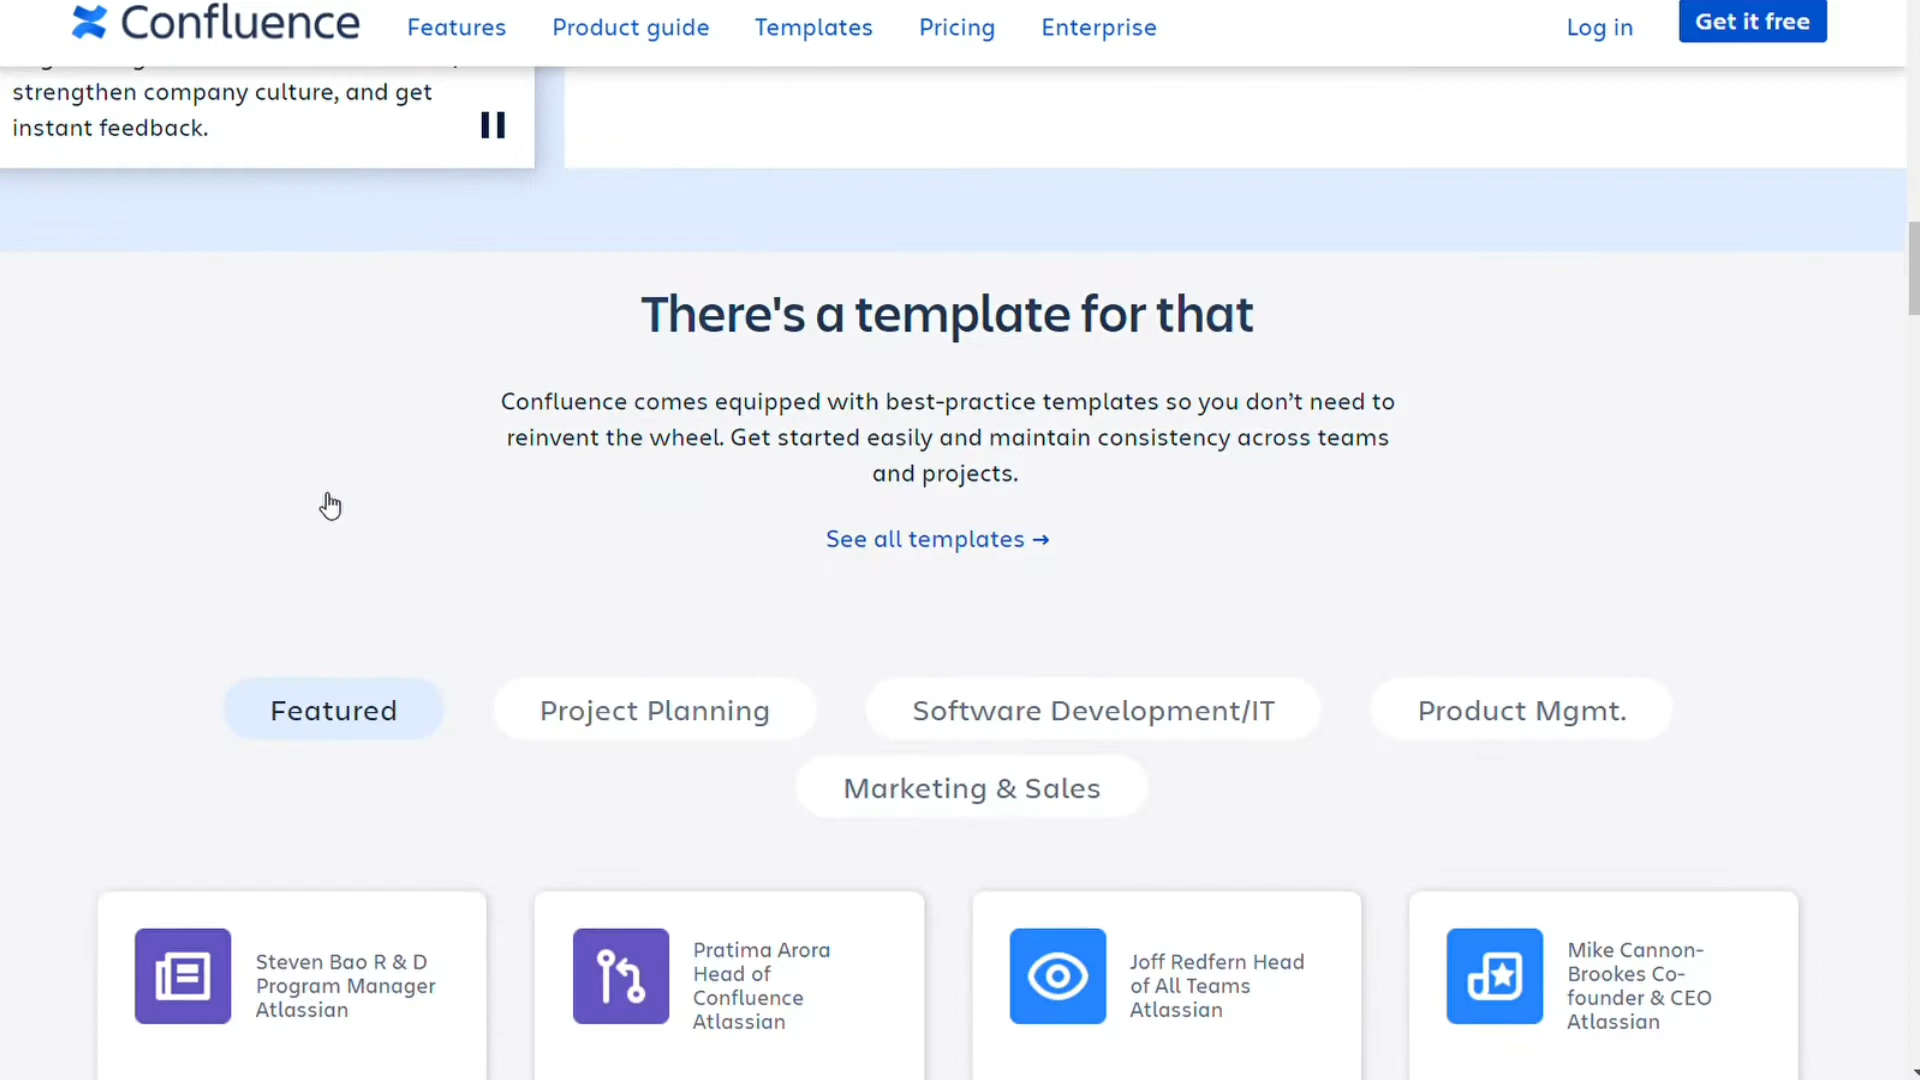 Confluence
Features
Product guide
Templates
Pricing
Enterprise
Log in
Get it free
strengthen company culture, and get
instant feedback.
There's a template for that
Confluence comes equipped with best-practice templates so you don’t need to
reinvent the wheel. Get started easily and maintain consistency across teams
and projects.
See all templates →
Featured
Project Planning
Software Development/IT
Product Mgmt.
Marketing & Sales
Steven Bao R & D
Program Manager
Atlassian
Pratima Arora
Head of
Confluence
Atlassian
Joff Redfern Head
of All Teams
Atlassian
Mike Cannon-
Brookes Co-
founder & CEO
Atlassian